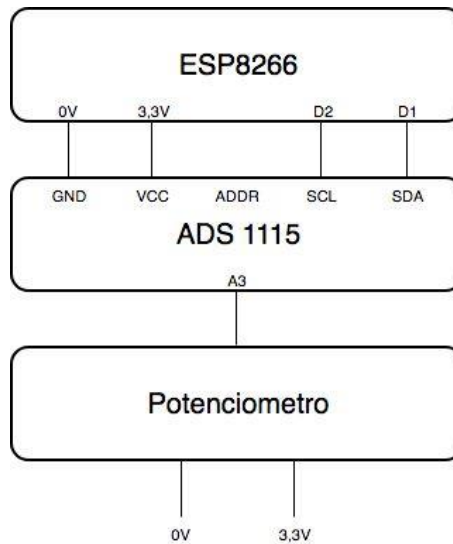 ESP8266
0V 3,3V D2 D1
GND VCC ADDR SCL SDA
ADS 1115
A3
Potenciometro
0V 3,3V